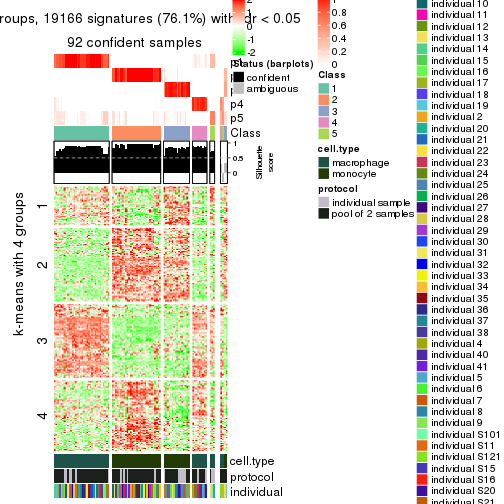 roups, 19166 signatures (76.1%) with fdr < 0.05
92 confident samples
p4
p5
Class
1
0.5
0
Silhouette
score
k-means with 4 groups
1
2
3
4
cell.type
protocol
individual
2
1
0
-1
-2
Status (barplots)
confident
ambiguous
0.8
0.6
0.4
0.2
0
Class
1
2
3
4
5
cell.type
macrophage
monocyte
protocol
individual sample
pool of 2 samples
individual 10
individual 11
individual 12
individual 13
individual 14
individual 15
individual 16
individual 17
individual 18
individual 19
individual 2
individual 20
individual 21
individual 22
individual 23
individual 24
individual 25
individual 26
individual 27
individual 28
individual 29
individual 30
individual 31
individual 32
individual 33
individual 34
individual 35
individual 36
individual 37
individual 38
individual 4
individual 40
individual 41
individual 5
individual 6
individual 7
individual 8
individual 9
individual S101
individual S11
individual S121
individual S15
individual S16
individual S20
individual S21